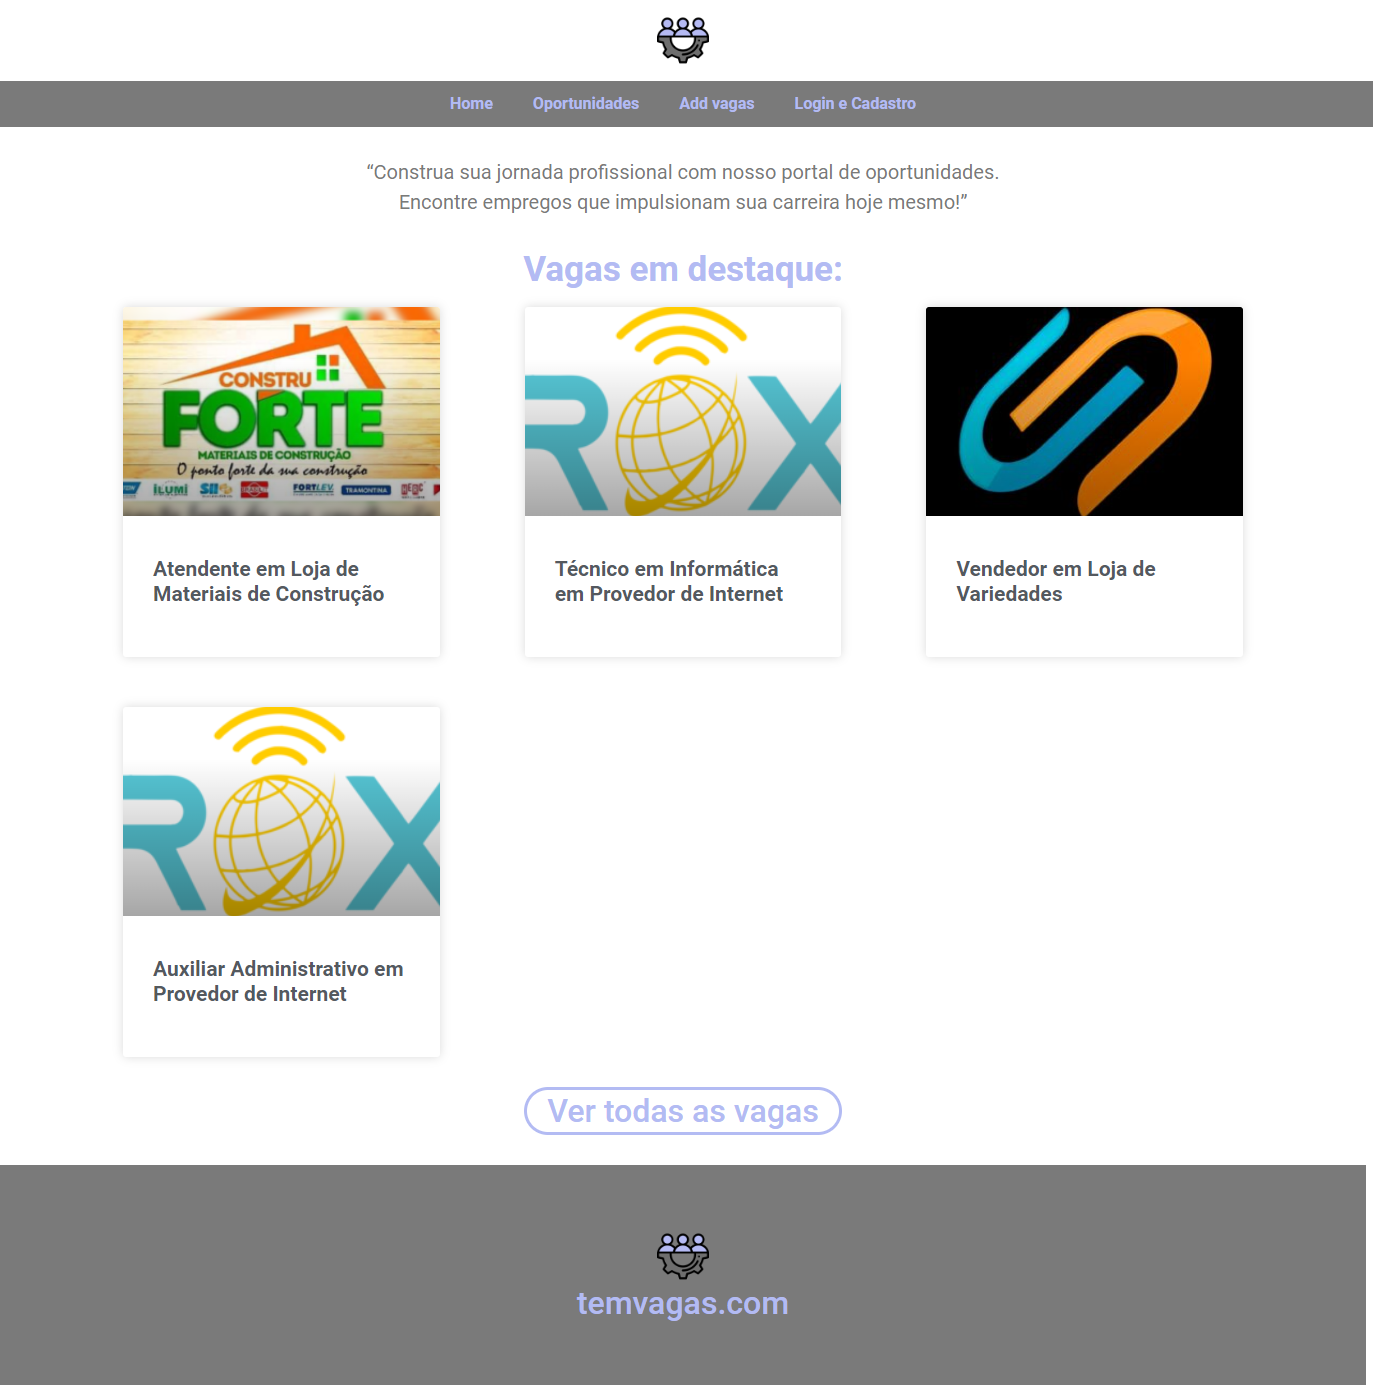 Home Oportunidades Add vagas Login e Cadastro
“Construa sua jornada profissional com nosso portal de oportunidades.
Encontre empregos que impulsionam sua carreira hoje mesmo!”
Vagas em destaque:
CONSTRU
FORTE
MATERIAIS DE CONSTRUÇÃO
O ponto forte da sua construção
ILUMI SIL FORTLEV TRAMONTINA
Atendente em Loja de
Materiais de Construção
ROX
Técnico em Informática
em Provedor de Internet
Vendedor em Loja de
Variedades
ROX
Auxiliar Administrativo em
Provedor de Internet
Ver todas as vagas
temvagas.com